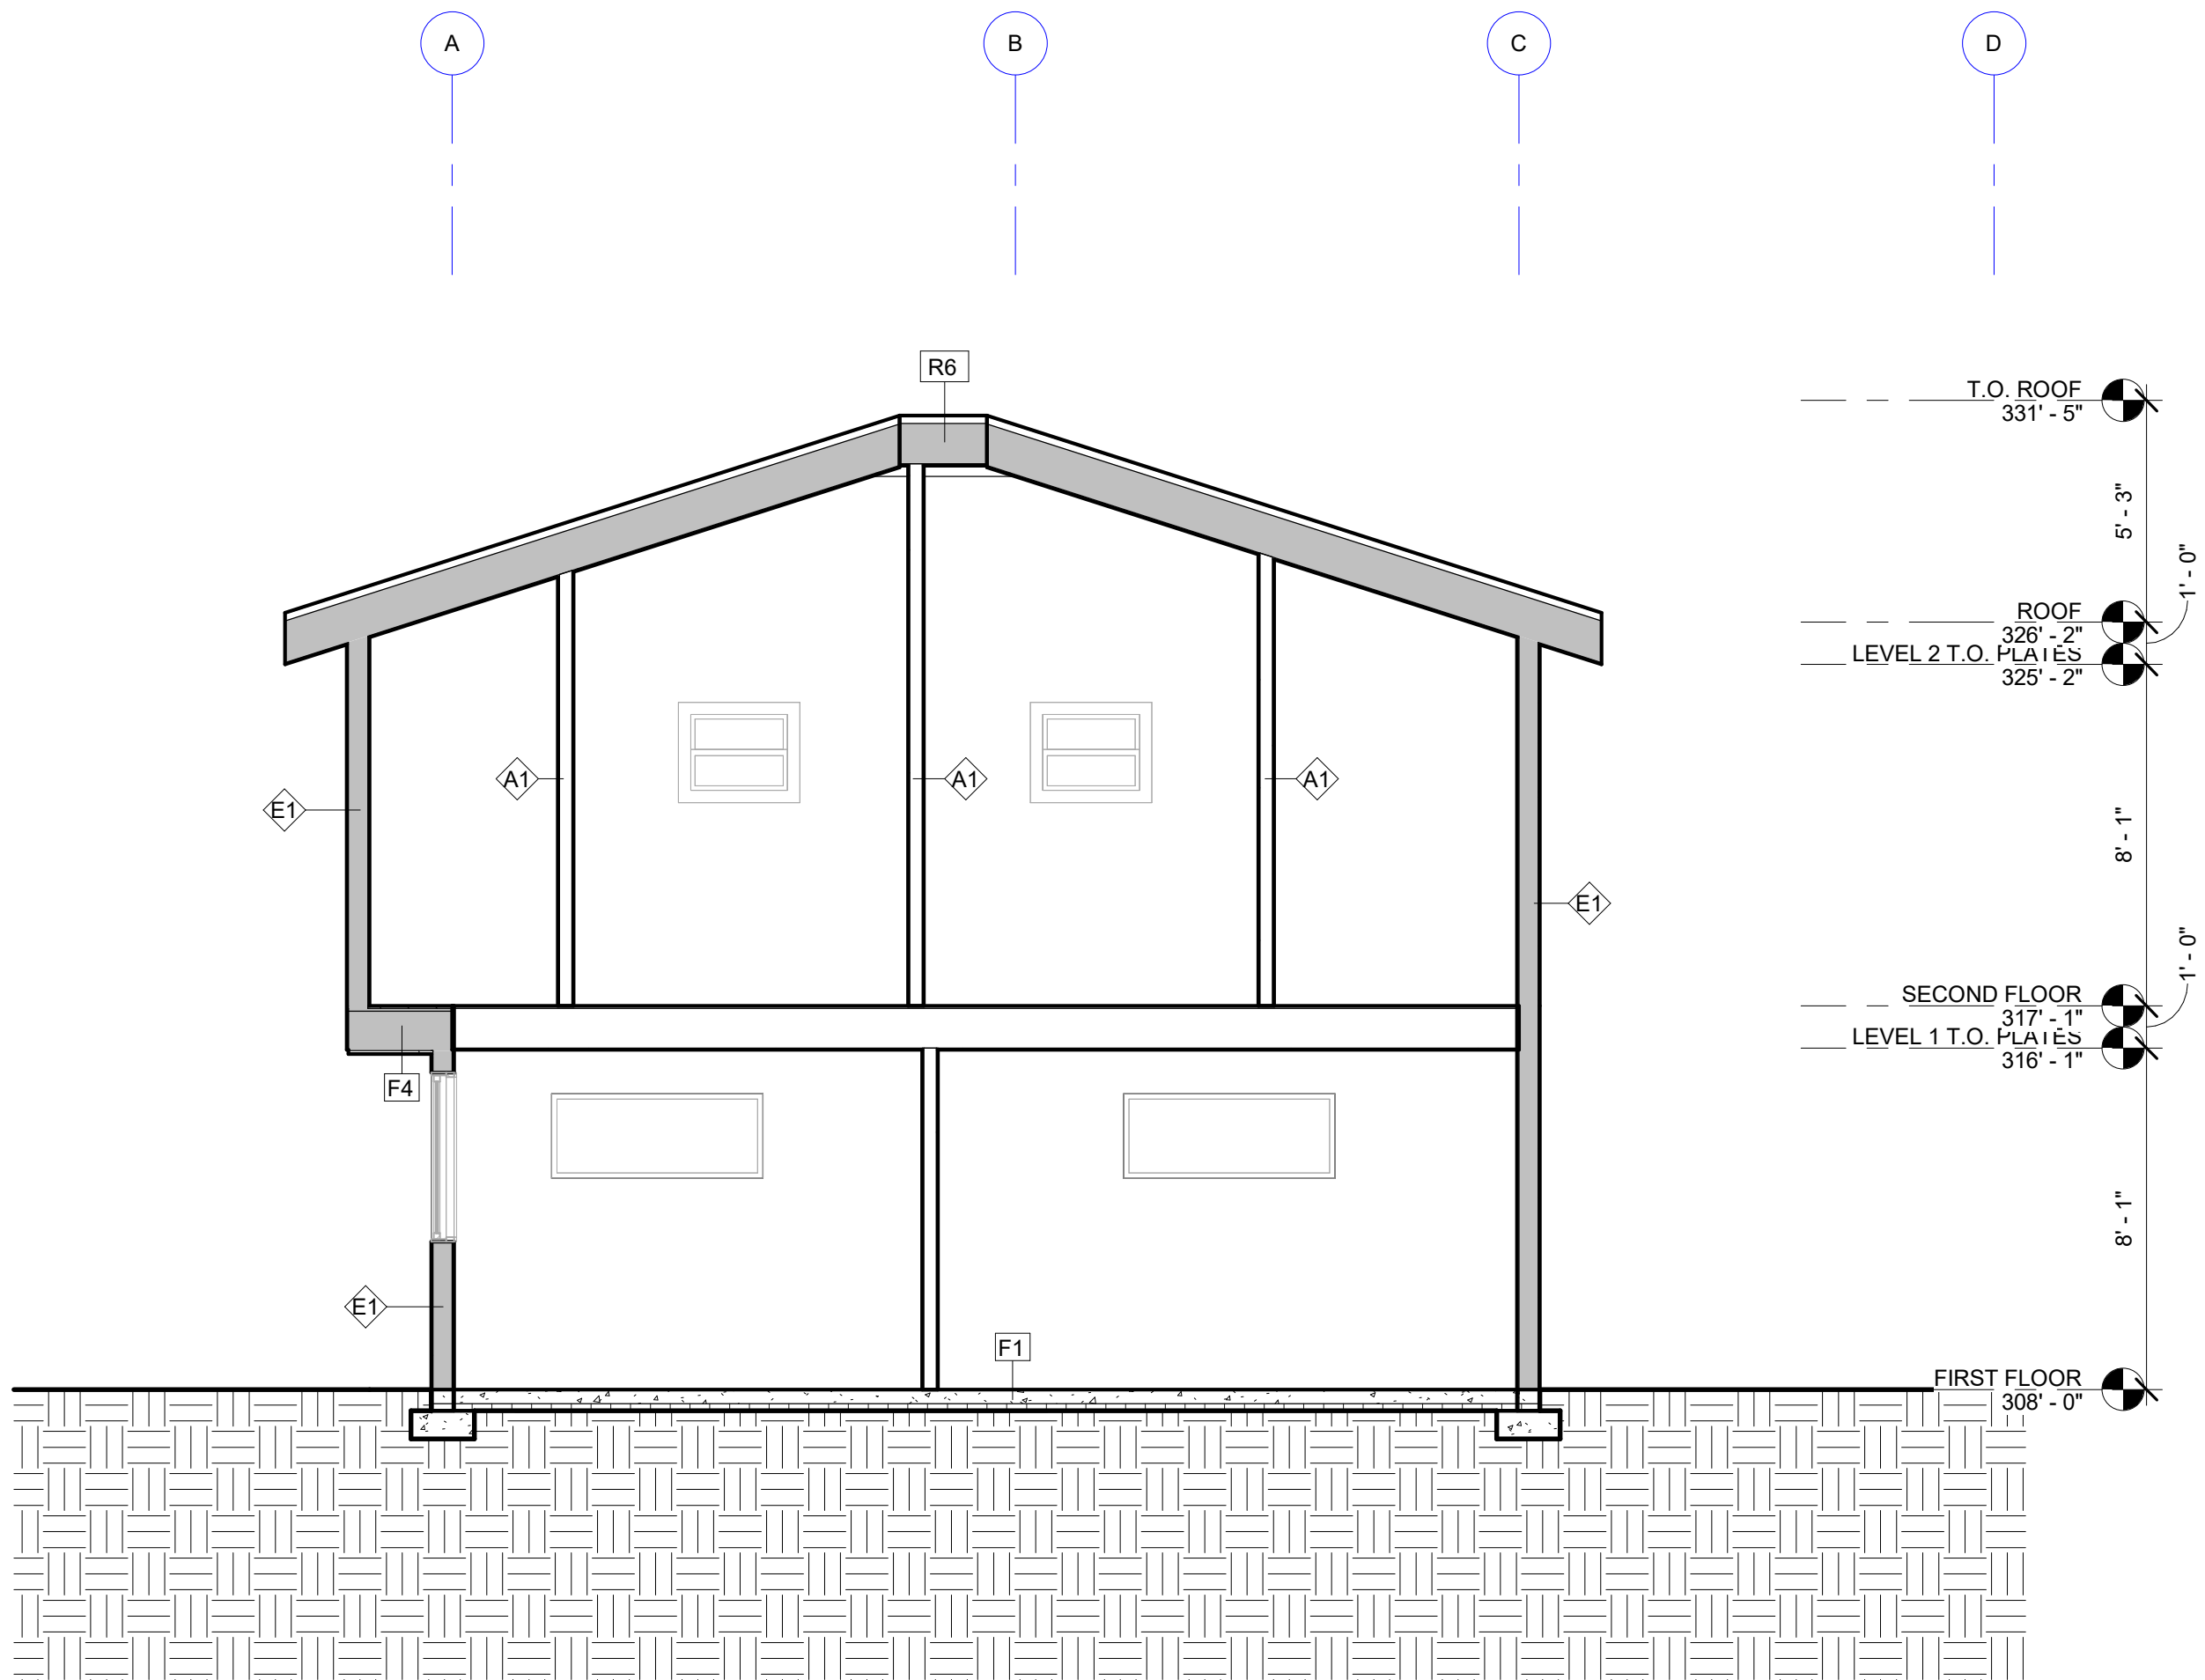 A
B
C
D
R6
T.O. ROOF
331' - 5"
5' - 3"
1' - 0"
ROOF
326' - 2"
LEVEL 2 T.O. PLATES
325' - 2"
A1
A1
A1
E1
8' - 1"
E1
1' - 0"
SECOND FLOOR
317' - 1"
LEVEL 1 T.O. PLATES
316' - 1"
F4
8' - 1"
E1
F1
FIRST FLOOR
308' - 0"